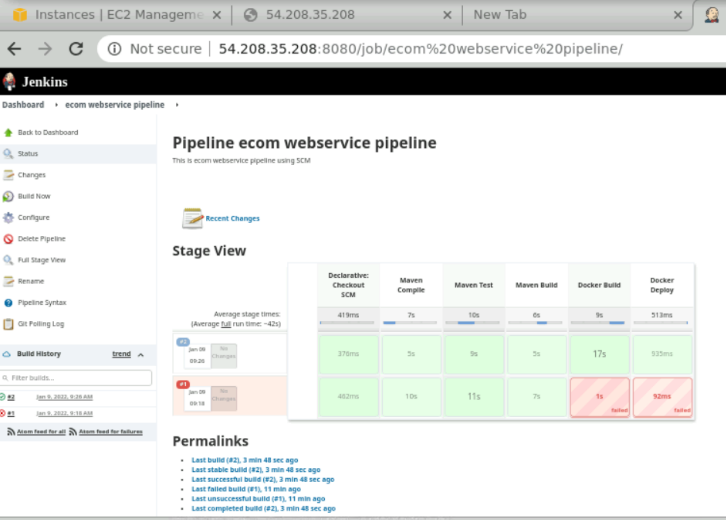 Instances | EC2 Manageme
54.208.35.208
New Tab
Not secure | 54.208.35.208:8080/job/ecom%20webservice%20pipeline/
Jenkins
Dashboard ecom webservice pipeline
Back to Dashboard
Status
Changes
Build Now
Configure
Delete Pipeline
Full Stage View
Rename
Pipeline Syntax
Git Polling Log
Build History trend
Filter builds...
#2 Jan 9, 2022, 9:26 AM
#1 Jan 9, 2022, 9:18 AM
Atom feed for all Atom feed for failures
Pipeline ecom webservice pipeline
This is ecom webservice pipeline using SCM
Recent Changes
Stage View
Declarative: Checkout SCM
Maven Compile
Maven Test
Maven Build
Docker Build
Docker Deploy
Average stage times:
(Average full run time: ~42s)
419ms 7s 10s 6s 9s 513ms
#2
Jan 09
09:26
No Changes
5s 9s 5s 17s
#1
Jan 09
09:18
No Changes
10s 11s 7s 1s 92ms
failed failed
Permalinks
Last build (#2), 3 min 48 sec ago
Last stable build (#2), 3 min 48 sec ago
Last successful build (#2), 3 min 48 sec ago
Last failed build (#1), 11 min ago
Last unsuccessful build (#1), 11 min ago
Last completed build (#2), 3 min 48 sec ago